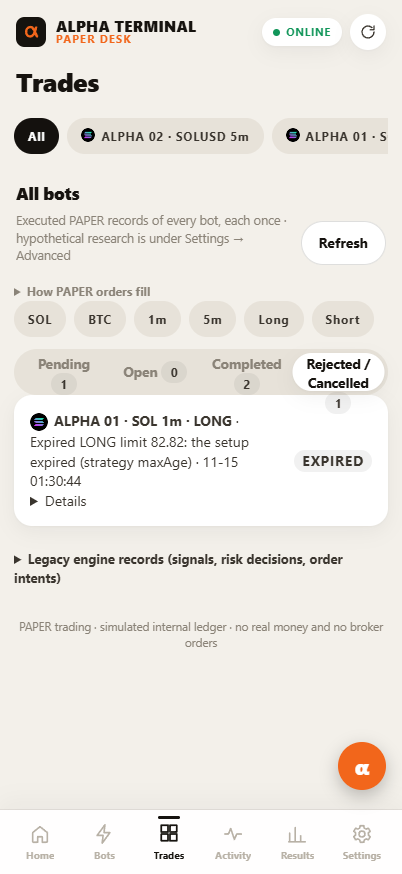 α ALPHA TERMINAL
PAPER DESK
ONLINE
Trades
All
ALPHA 02 · SOLUSD 5m
ALPHA 01 · S
All bots
Executed PAPER records of every bot, each once ·
hypothetical research is under Settings →
Advanced
Refresh
▶ How PAPER orders fill
SOL
BTC
1m
5m
Long
Short
Pending
1
Open 0
Completed
2
Rejected /
Cancelled
1
ALPHA 01 · SOL 1m · LONG ·
Expired LONG limit 82.82: the setup
expired (strategy maxAge) · 11-15
01:30:44
EXPIRED
▶ Details
▶ Legacy engine records (signals, risk decisions, order
intents)
PAPER trading · simulated internal ledger · no real money and no broker
orders
α
Home
Bots
Trades
Activity
Results
Settings